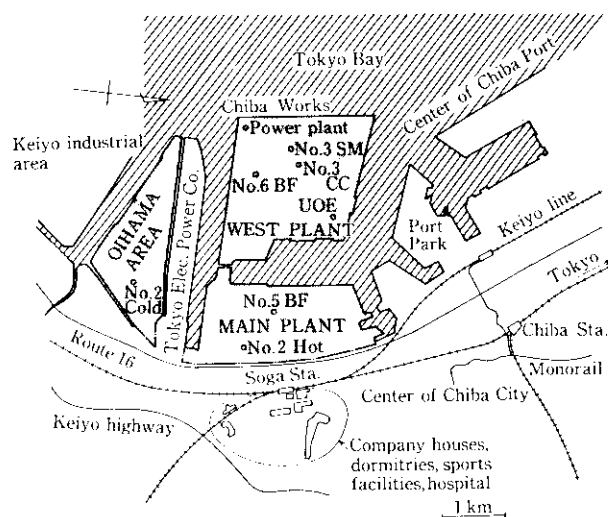 Tokyo Bay
Center of Chiba Port
Chiba Works
Keiyo industrial
area
Power plant
No.3 SM
No.3
CC
No.6 BF
UOE
WEST PLANT
OIHAMA
AREA
Tokyo Elec. Power Co.
Port
Park
Keiyo line
Tokyo
No.2
Cold
No.5 BF
MAIN PLANT
No.2 Hot
Chiba Sta.
Route 16
Soga Sta.
Monorail
Center of Chiba City
Keiyo highway
Company houses,
dormitries, sports
facilities, hospital
1 km